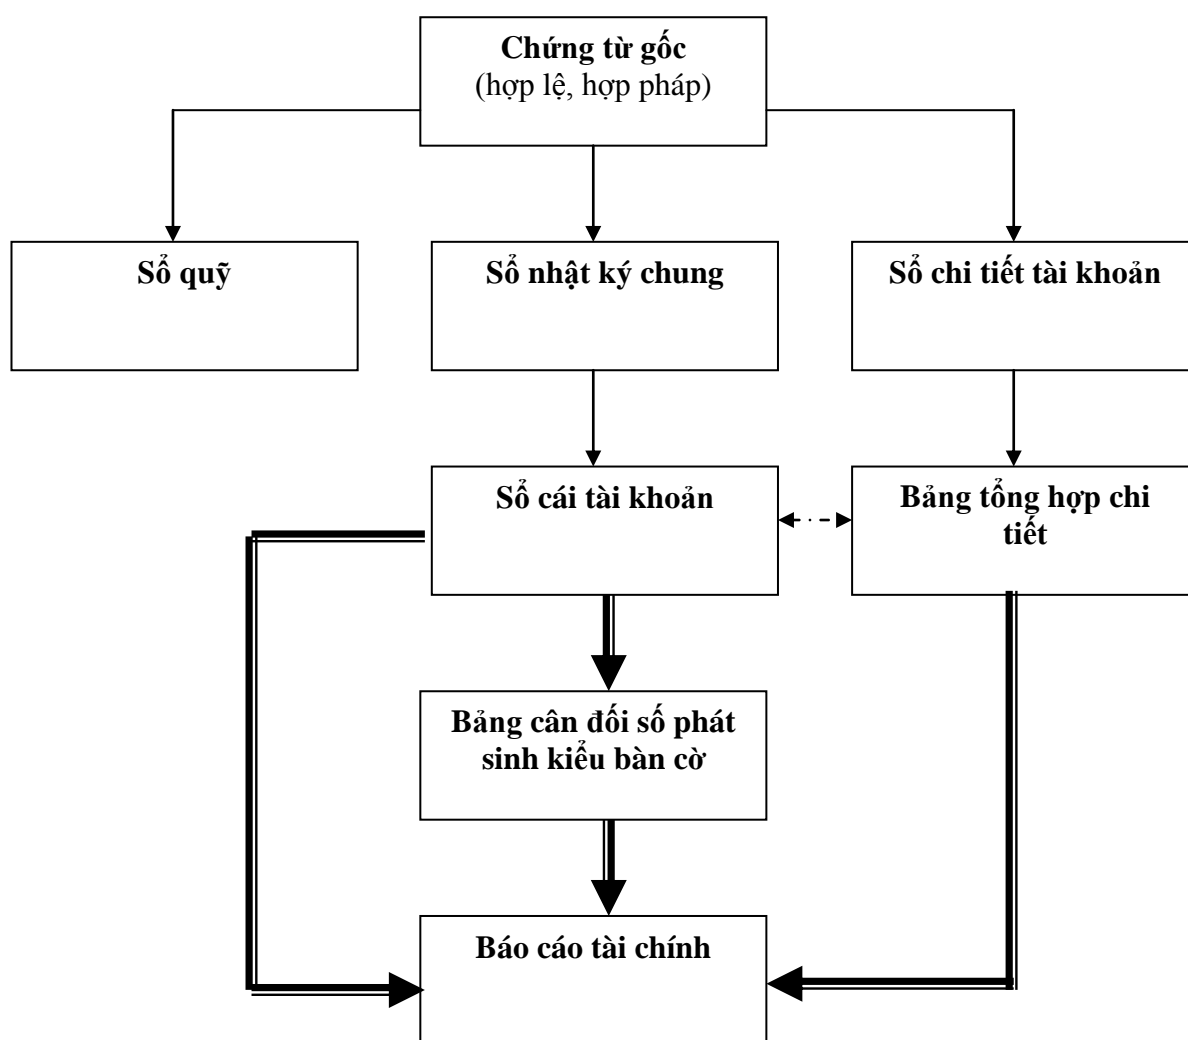 Chứng từ gốc
(hợp lệ, hợp pháp)
Sổ quỹ
Sổ nhật ký chung
Sổ chi tiết tài khoản
Sổ cái tài khoản
Bảng tổng hợp chi
tiết
Bảng cân đối số phát
sinh kiểu bàn cờ
Báo cáo tài chính